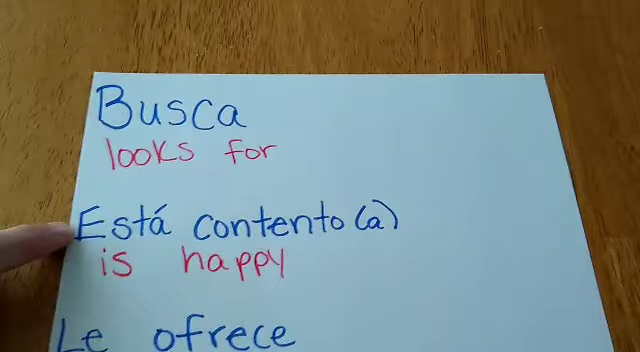 Busca
looks for
Está contento(a)
is happy
Le ofrece